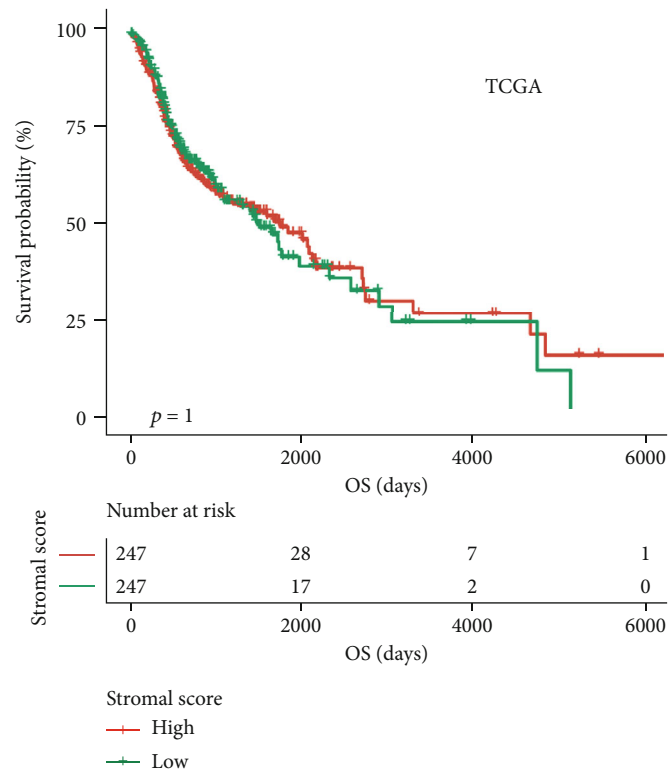 100
75
50
25
0
Survival probability (%)
TCGA
p = 1
0 2000 4000 6000
OS (days)
Number at risk
Stromal score
247 28 7 1
247 17 2 0
0 2000 4000 6000
OS (days)
Stromal score
High
Low